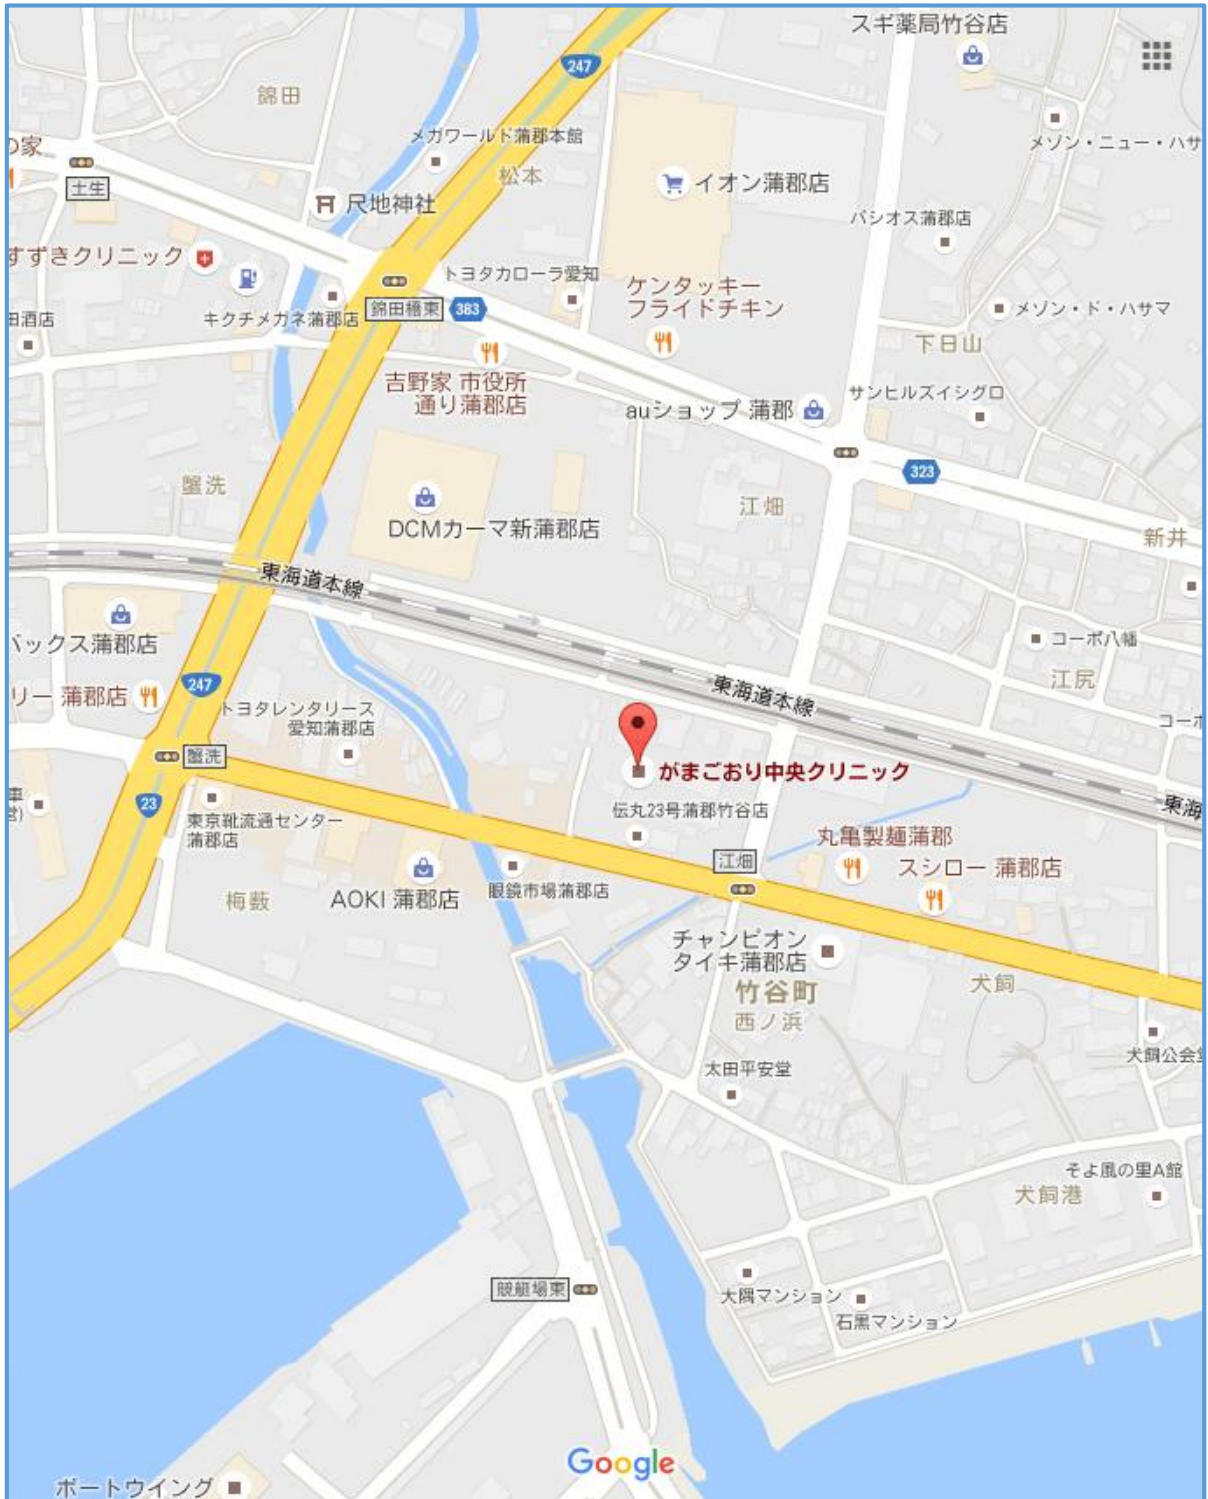 スギ薬局竹谷店
247
錦田
メガワールド蒲郡本館
松本
メゾン・ニュー・ハサ
の家
土生
尺地神社
イオン蒲郡店
パシオス蒲郡店
すずきクリニック
トヨタカローラ愛知
ケンタッキー
フライドチキン
錦田橋東
383
キクチメガネ蒲郡店
田酒店
メゾン・ド・ハサマ
下日山
吉野家 市役所
通り蒲郡店
auショップ 蒲郡
サンヒルズイシグロ
323
蟹洗
江畑
DCMカーマ新蒲郡店
新井
東海道本線
バックス蒲郡店
コーポ八幡
江尻
247
リー 蒲郡店
東海道本線
トヨタレンタリース
愛知蒲郡店
コーポ
蟹洗
がまごおり中央クリニック
23
東海
東京靴流通センター
蒲郡店
伝丸23号蒲郡竹谷店
丸亀製麺蒲郡
江畑
スシロー 蒲郡店
梅薮
AOKI 蒲郡店
眼鏡市場蒲郡店
チャンピオン
タイキ蒲郡店
竹谷町
西ノ浜
犬飼
犬飼公会堂
太田平安堂
そよ風の里A館
犬飼港
競艇場東
大隅マンション
石黒マンション
Google
ボートウイング